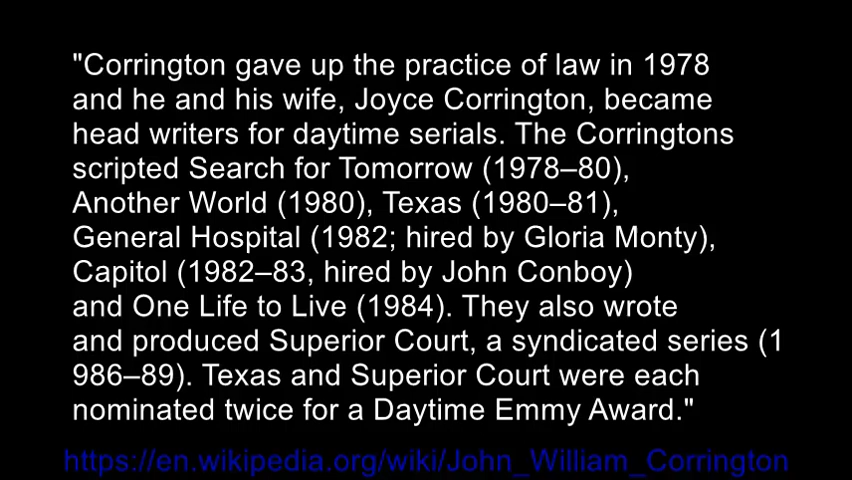 "Corrington gave up the practice of law in 1978
and he and his wife, Joyce Corrington, became
head writers for daytime serials. The Corringtons
scripted Search for Tomorrow (1978–80),
Another World (1980), Texas (1980–81),
General Hospital (1982; hired by Gloria Monty),
Capitol (1982–83, hired by John Conboy)
and One Life to Live (1984). They also wrote
and produced Superior Court, a syndicated series (1
986–89). Texas and Superior Court were each
nominated twice for a Daytime Emmy Award."
https://en.wikipedia.org/wiki/John_William_Corrington